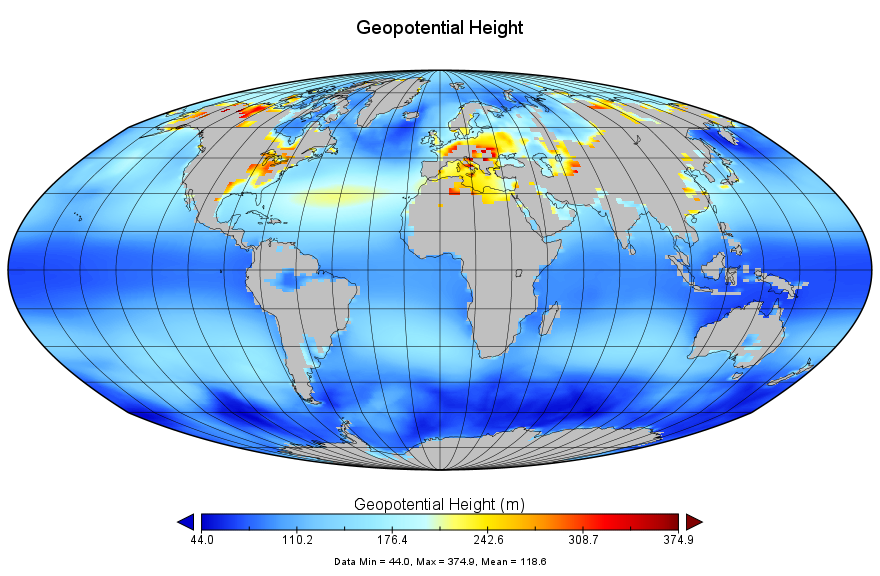 Geopotential Height
Geopotential Height (m)
44.0 110.2 176.4 242.6 308.7 374.9
Data Min = 44.0, Max = 374.9, Mean = 118.6